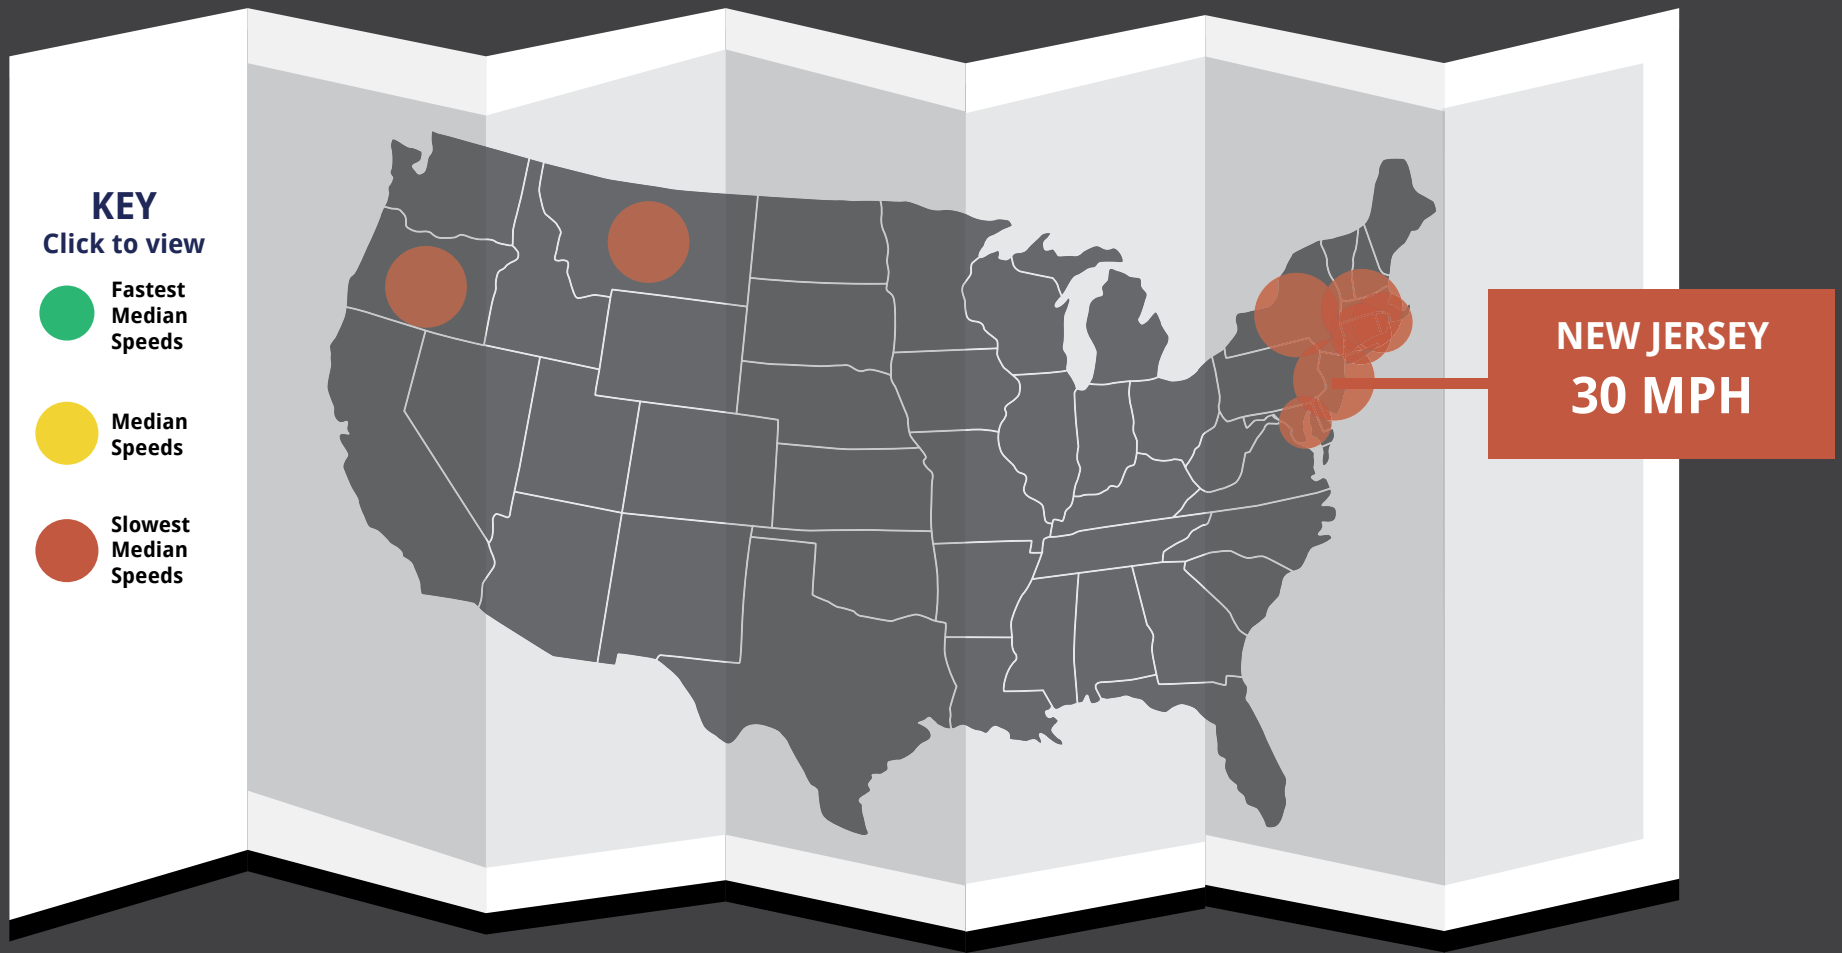 KEY
Click to view
Fastest
Median
Speeds
Median
Speeds
Slowest
Median
Speeds
NEW JERSEY
30 MPH